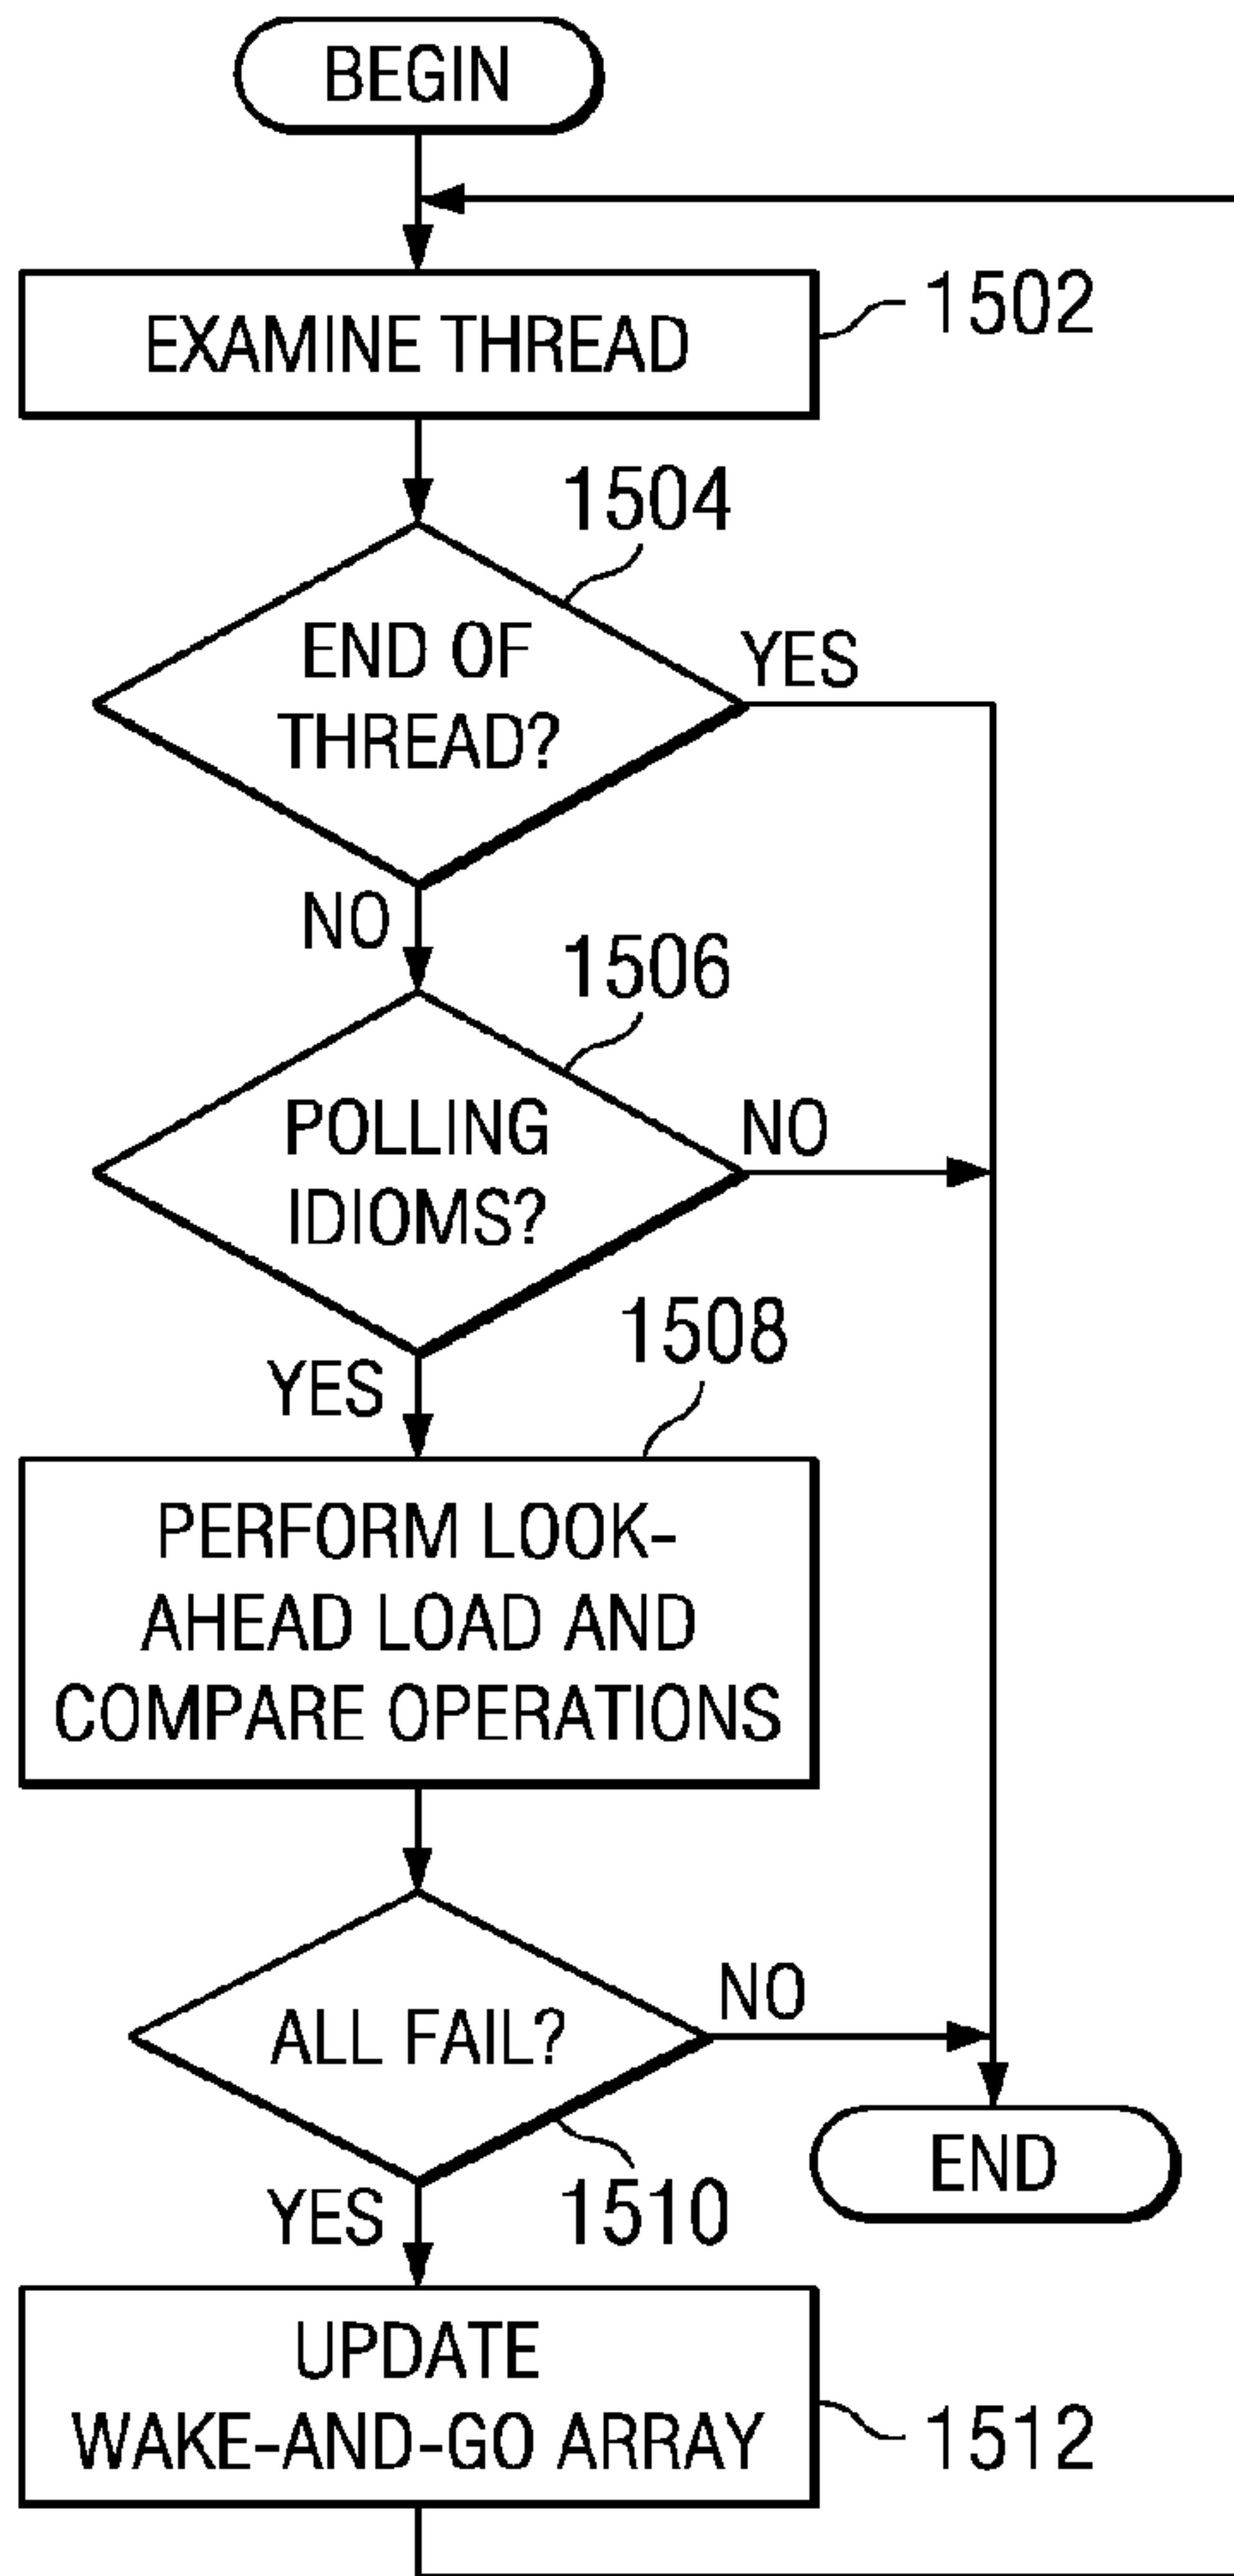 BEGIN
EXAMINE THREAD
1502
1504
END OF
THREAD?
YES
NO
1506
POLLING
IDIOMS?
NO
1508
YES
PERFORM LOOK-
AHEAD LOAD AND
COMPARE OPERATIONS
NO
ALL FAIL?
END
YES
1510
UPDATE
WAKE-AND-GO ARRAY
1512